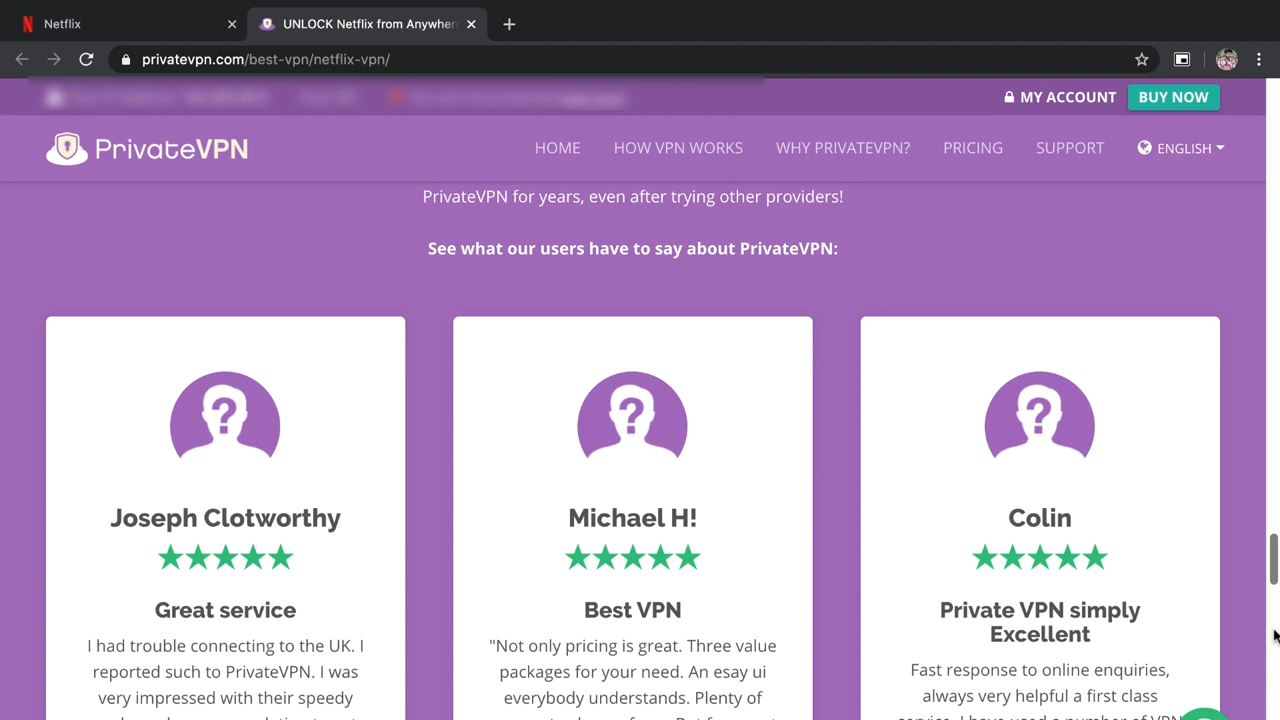 Netflix
UNLOCK Netflix from Anywhere
privatevpn.com/best-vpn/netflix-vpn/
MY ACCOUNT
BUY NOW
PrivateVPN
HOME
HOW VPN WORKS
WHY PRIVATEVPN?
PRICING
SUPPORT
ENGLISH
PrivateVPN for years, even after trying other providers!
See what our users have to say about PrivateVPN:
Joseph Clotworthy
Great service
I had trouble connecting to the UK. I
reported such to PrivateVPN. I was
very impressed with their speedy
Michael H!
Best VPN
"Not only pricing is great. Three value
packages for your need. An esay ui
everybody understands. Plenty of
Colin
Private VPN simply
Excellent
Fast response to online enquiries,
always very helpful a first class